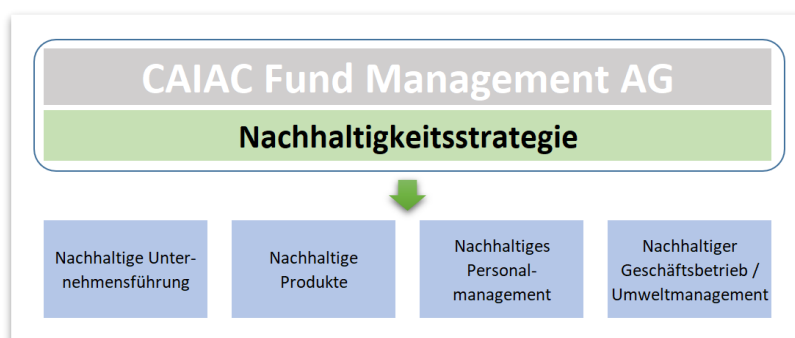 CAIAC Fund Management AG
Nachhaltigkeitsstrategie
Nachhaltige Unter-
nehmensführung
Nachhaltige
Produkte
Nachhaltiges
Personal-
management
Nachhaltiger
Geschäftsbetrieb /
Umweltmanagement